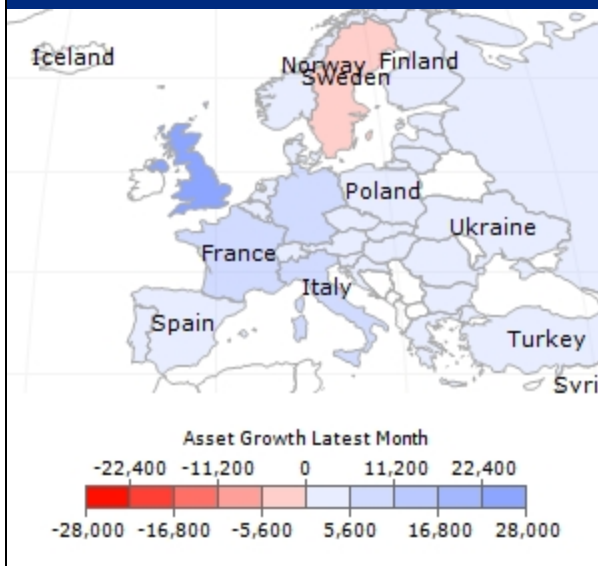 Iceland
Norway
Finland
Sweden
Poland
Ukraine
France
Italy
Spain
Turkey
Syri
Asset Growth Latest Month
-22,400 -11,200 0 11,200 22,400
-28,000 -16,800 -5,600 5,600 16,800 28,000